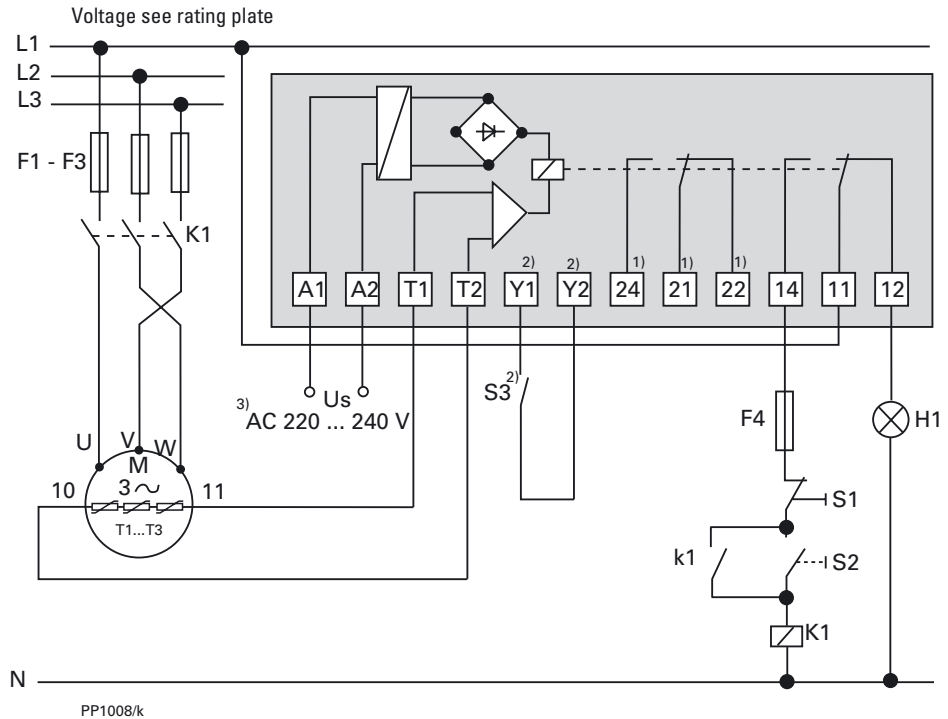 Voltage see rating plate
L1
L2
L3
F1 - F3
K1
2) 2) 1) 1) 1)
A1 A2 T1 T2 Y1 Y2 24 21 22 14 11 12
3) Us
AC 220 ... 240 V
S3 2)
F4
H1
U V W
M
3
10 11
T1...T3
S1
k1
S2
K1
N
PP1008/k